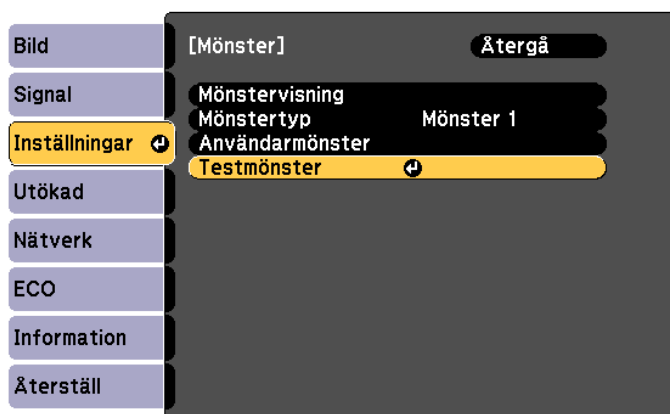 Bild
Signal
Inställningar
Utökad
Nätverk
ECO
Information
Återställ
[Mönster] Återgå
Mönstervisning
Mönstertyp Mönster 1
Användarmönster
Testmönster